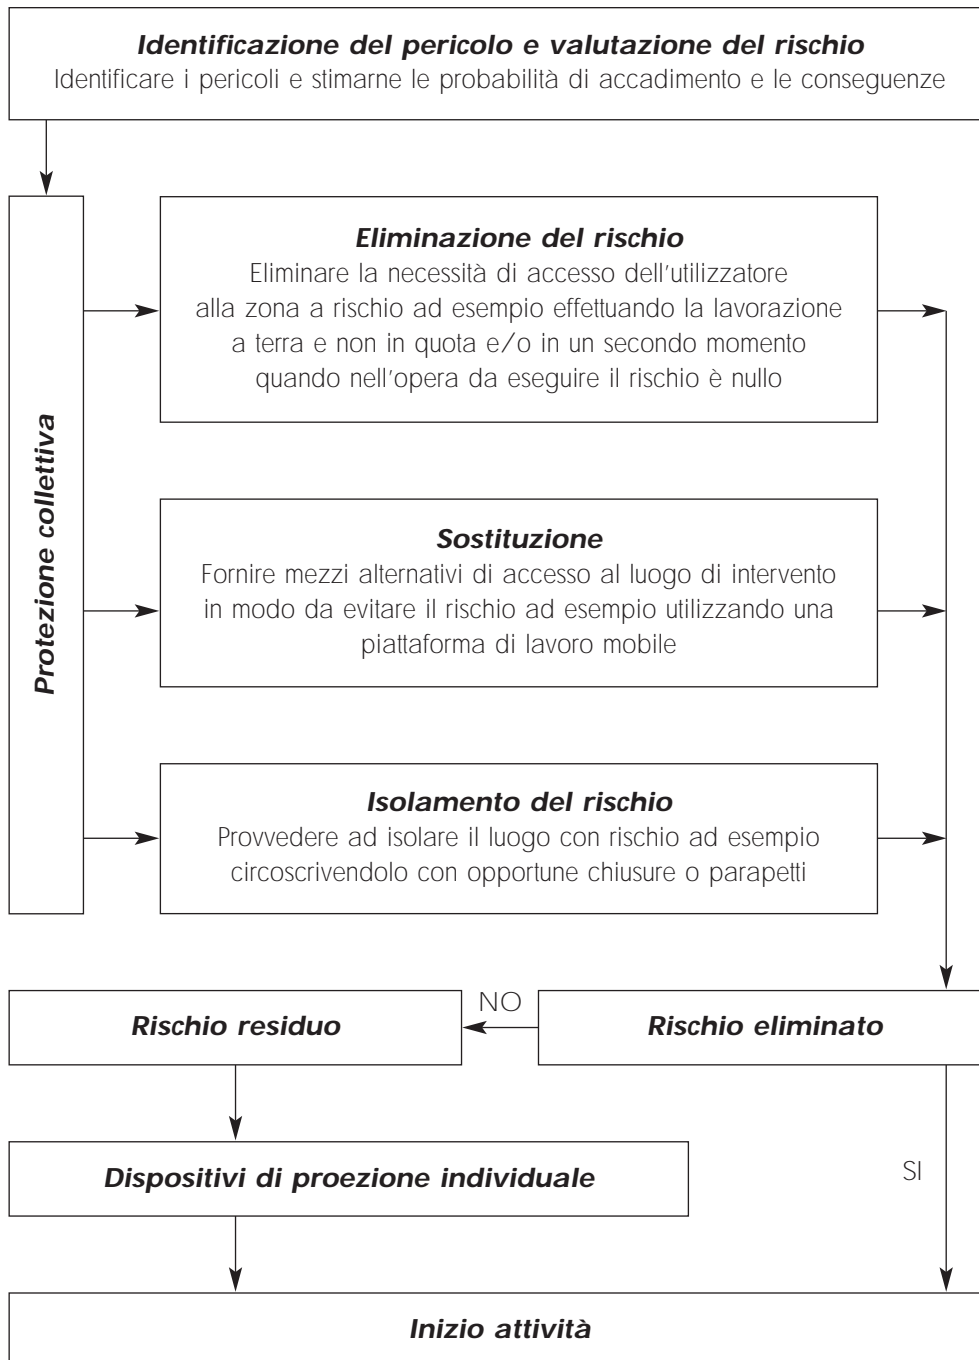 Identificazione del pericolo e valutazione del rischio
Identificare i pericoli e stimarne le probabilità di accadimento e le conseguenze
Protezione collettiva
Eliminazione del rischio
Eliminare la necessità di accesso dell'utilizzatore
alla zona a rischio ad esempio effettuando la lavorazione
a terra e non in quota e/o in un secondo momento
quando nell'opera da eseguire il rischio è nullo
Sostituzione
Fornire mezzi alternativi di accesso al luogo di intervento
in modo da evitare il rischio ad esempio utilizzando una
piattaforma di lavoro mobile
Isolamento del rischio
Provvedere ad isolare il luogo con rischio ad esempio
circoscrivendolo con opportune chiusure o parapetti
Rischio residuo
NO
Rischio eliminato
Dispositivi di proezione individuale
SI
Inizio attività